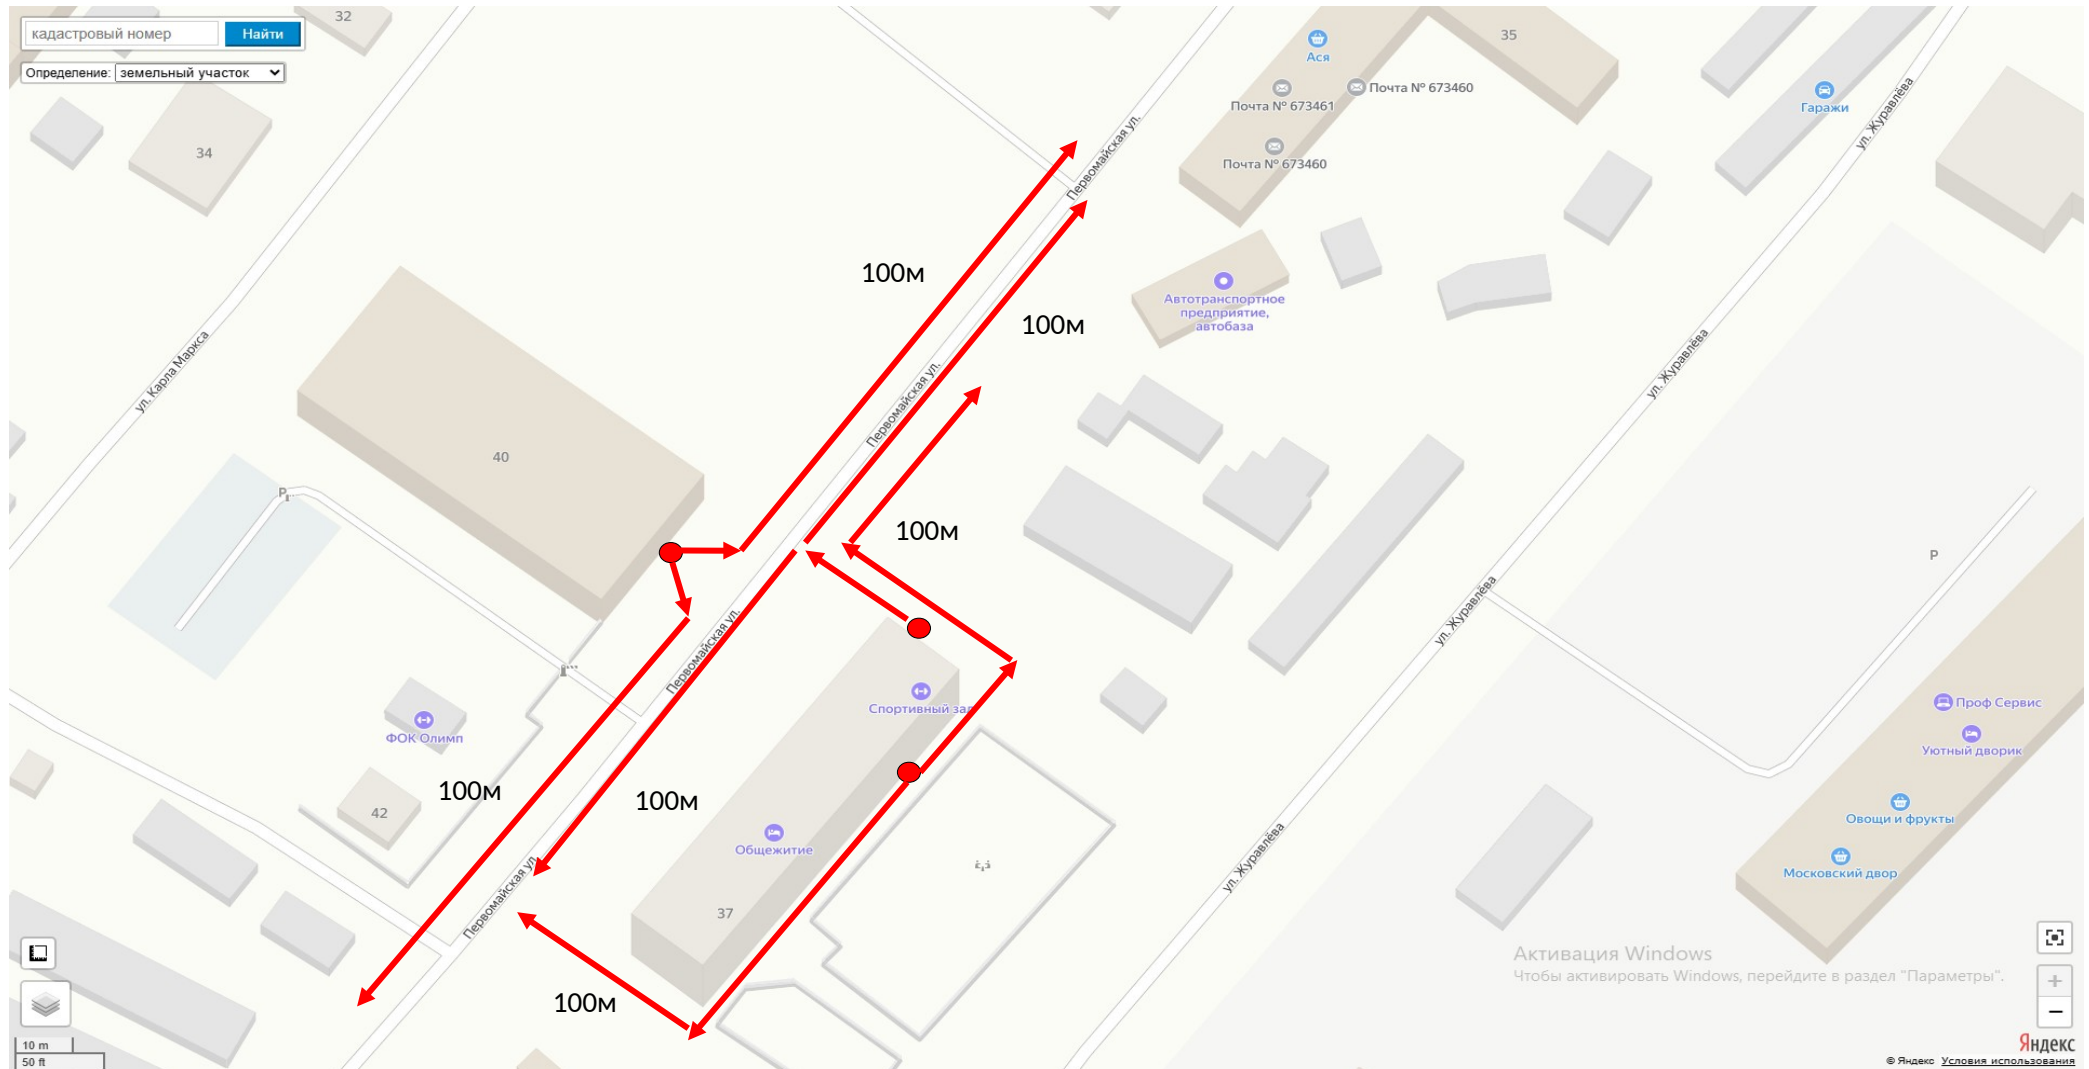 32
кадастровый номер
Найти
Определение:
земельный участок
34
Ася
35
Почта № 673461
Почта № 673460
Почта № 673460
Гаражи
ул. Журавлёва
Первомайская ул.
100м
100м
Автотранспортное
предприятие,
автобаза
ул. Карла Маркса
Первомайская ул.
ул. Журавлёва
40
P
100м
P
ул. Журавлёва
Первомайская ул.
Спортивный зал
ФОК Олимп
Проф Сервис
Уютный дворик
100м
100м
42
Общежитие
Овощи и фрукты
Московский двор
ул. Журавлёва
Первомайская ул.
37
100м
Активация Windows
Чтобы активировать Windows, перейдите в раздел "Параметры".
10 m
50 ft
Яндекс
© Яндекс Условия использования